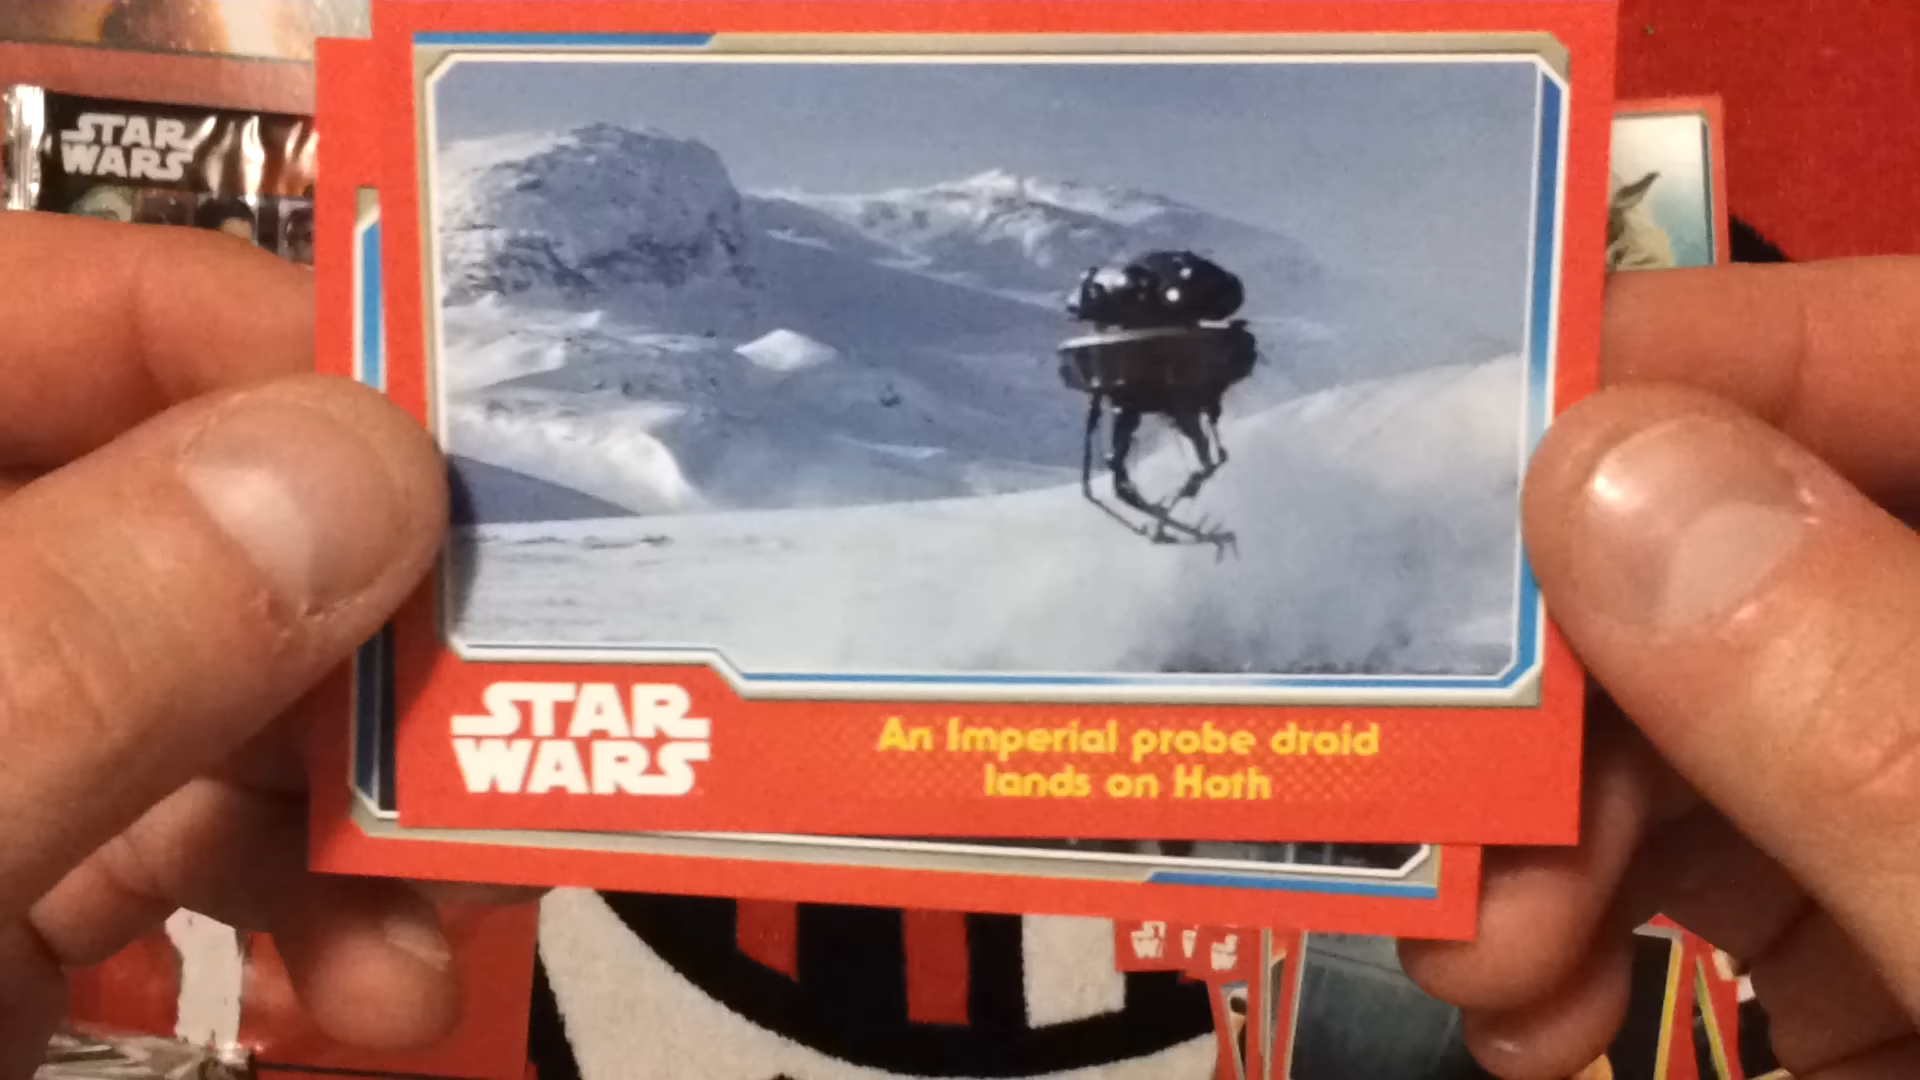 STAR
WARS
STAR
WARS
An Imperial probe droid
lands on Hoth